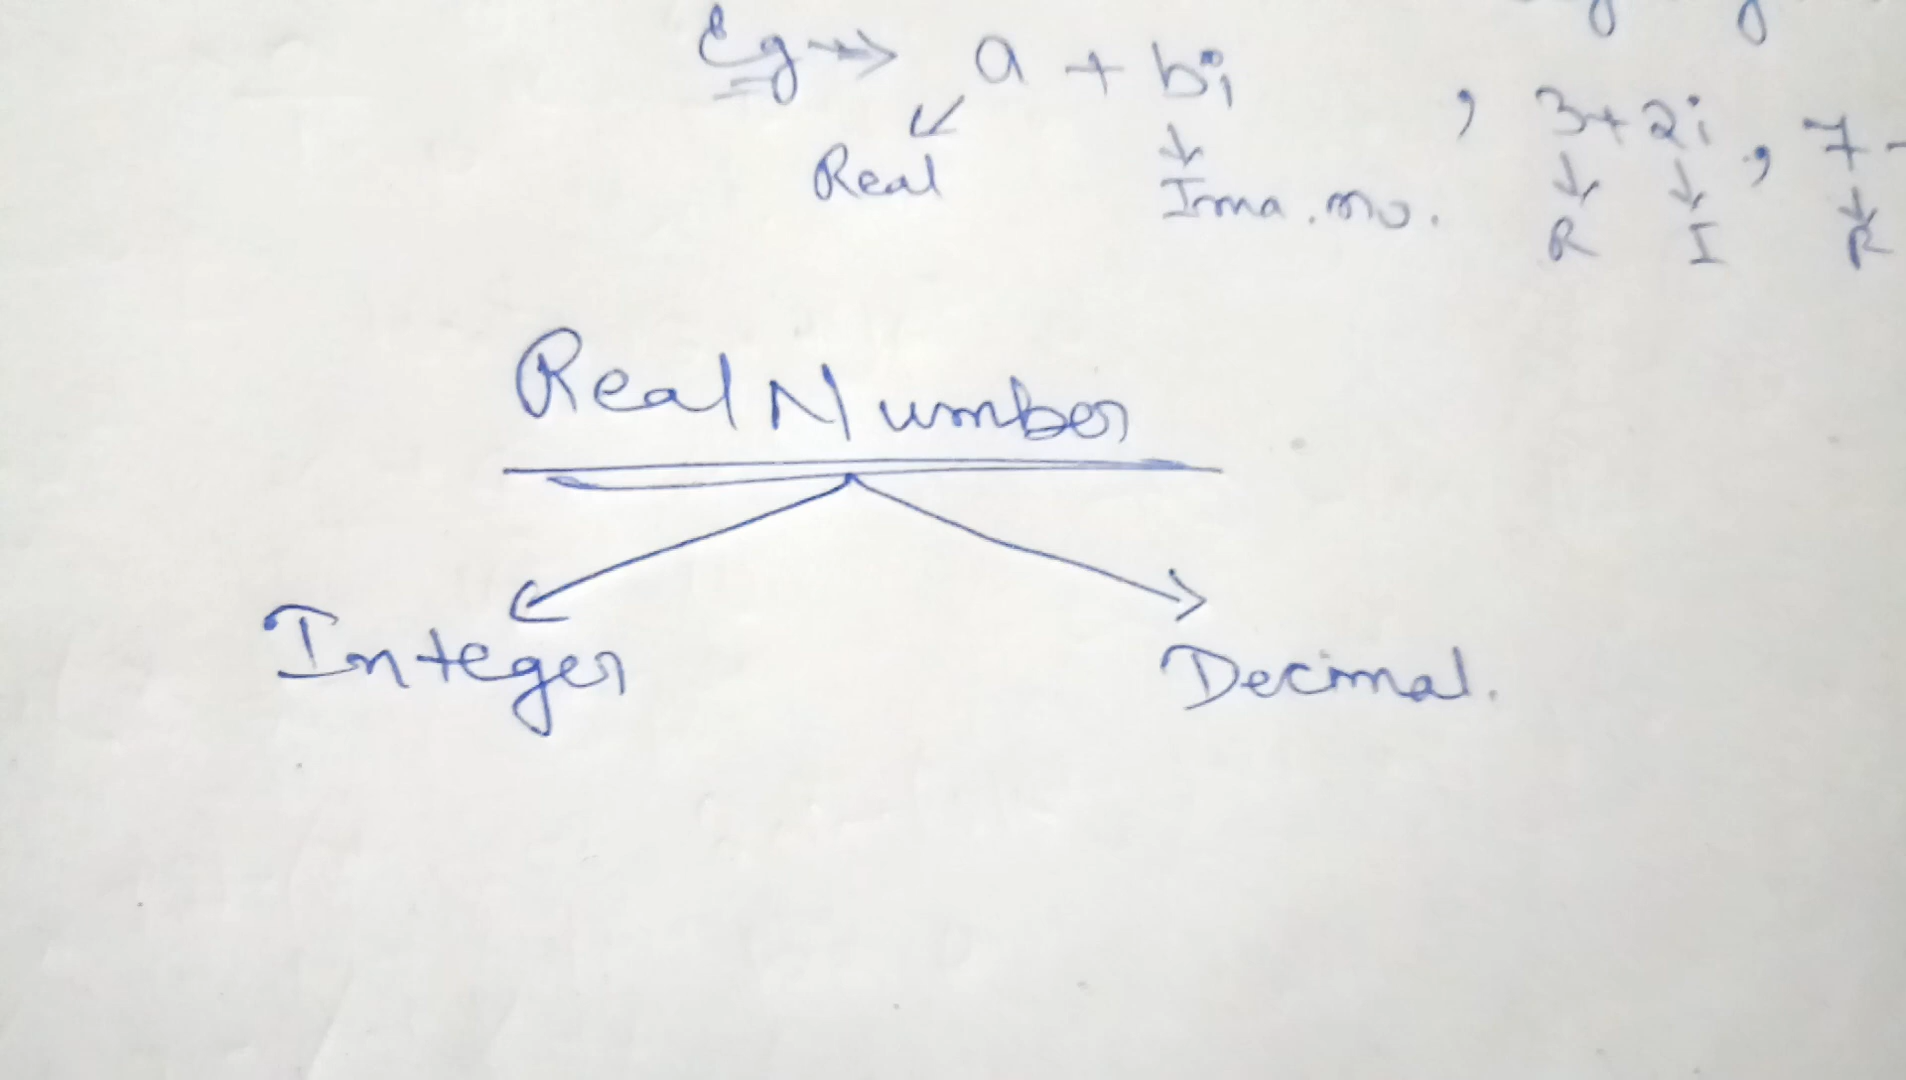 Eg → a + bi , 3+2i , 7
Real Ima. no. R I R
Real Number
Integer Decimal.